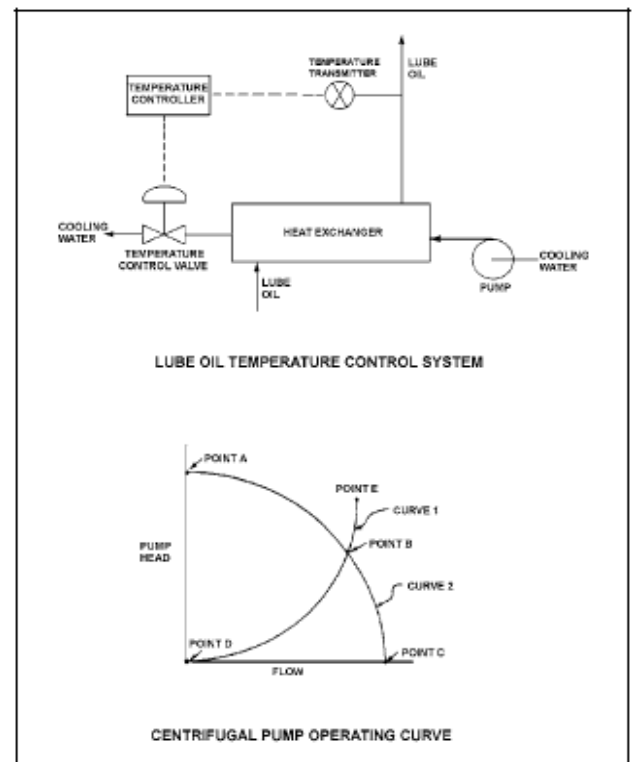 LUBE
OIL
TEMPERATURE
TRANSMITTER
TEMPERATURE
CONTROLLER
COOLING
WATER
HEAT EXCHANGER
TEMPERATURE
CONTROL VALVE
COOLING
WATER
LUBE
OIL
PUMP
LUBE OIL TEMPERATURE CONTROL SYSTEM
POINT A
POINT E
CURVE 1
PUMP
HEAD
POINT B
CURVE 2
POINT D
POINT C
FLOW
CENTRIFUGAL PUMP OPERATING CURVE